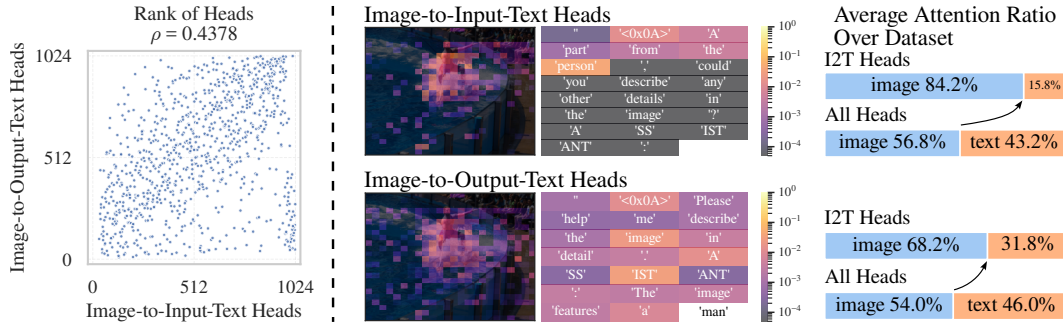 Rank of Heads
ρ = 0.4378
Image-to-Output-Text Heads
1024
512
0
0 512 1024
Image-to-Input-Text Heads
Image-to-Input-Text Heads
'' '<0x0A>' 'A'
'part' 'from' 'the'
'person' ',' 'could'
'you' 'describe' 'any'
'other' 'details' 'in'
'the' 'image' '?'
'A' 'SS' 'IST'
'ANT' ':'
10⁰
10⁻¹
10⁻²
10⁻³
10⁻⁴
Image-to-Output-Text Heads
'' '<0x0A>' 'Please'
'help' 'me' 'describe'
'the' 'image' 'in'
'detail' '.' 'A'
'SS' 'IST' 'ANT'
':' 'The' 'image'
'features' 'a' 'man'
10⁰
10⁻¹
10⁻²
10⁻³
10⁻⁴
Average Attention Ratio
Over Dataset
I2T Heads
image 84.2% 15.8%
All Heads
image 56.8% text 43.2%
I2T Heads
image 68.2% 31.8%
All Heads
image 54.0% text 46.0%